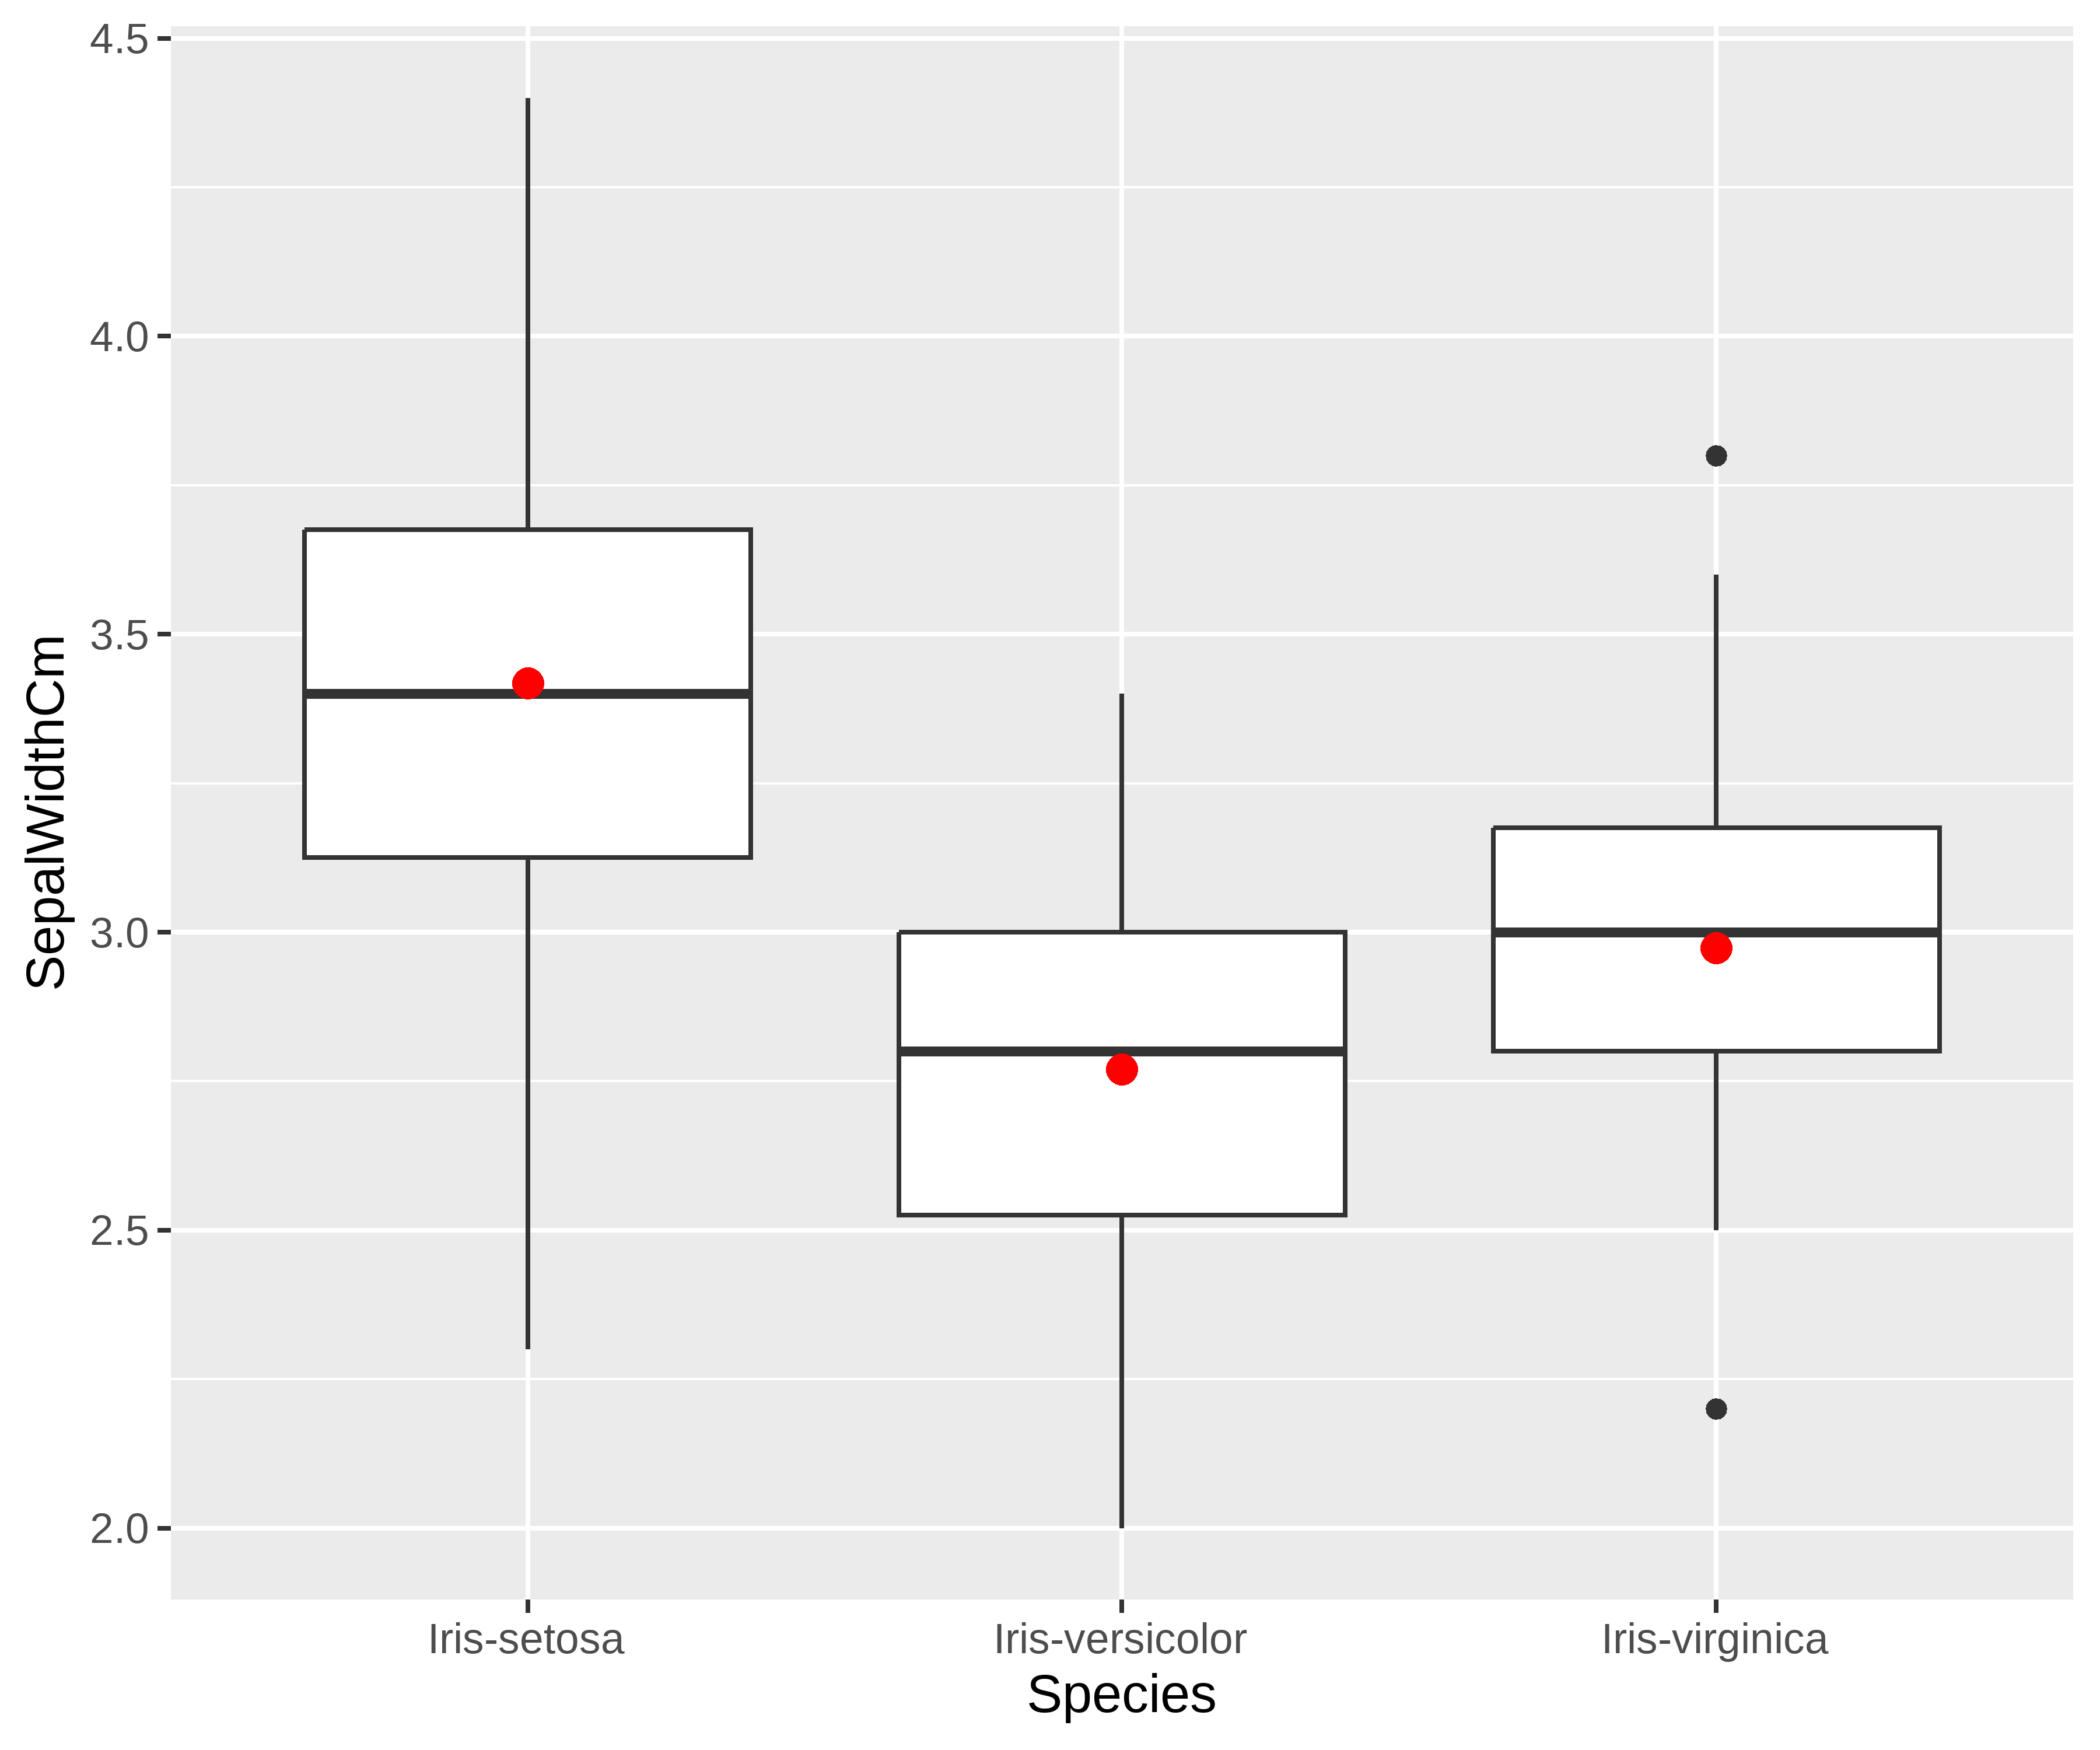 SepalWidthCm
4.5
4.0
3.5
3.0
2.5
2.0
Iris-setosa
Iris-versicolor
Iris-virginica
Species